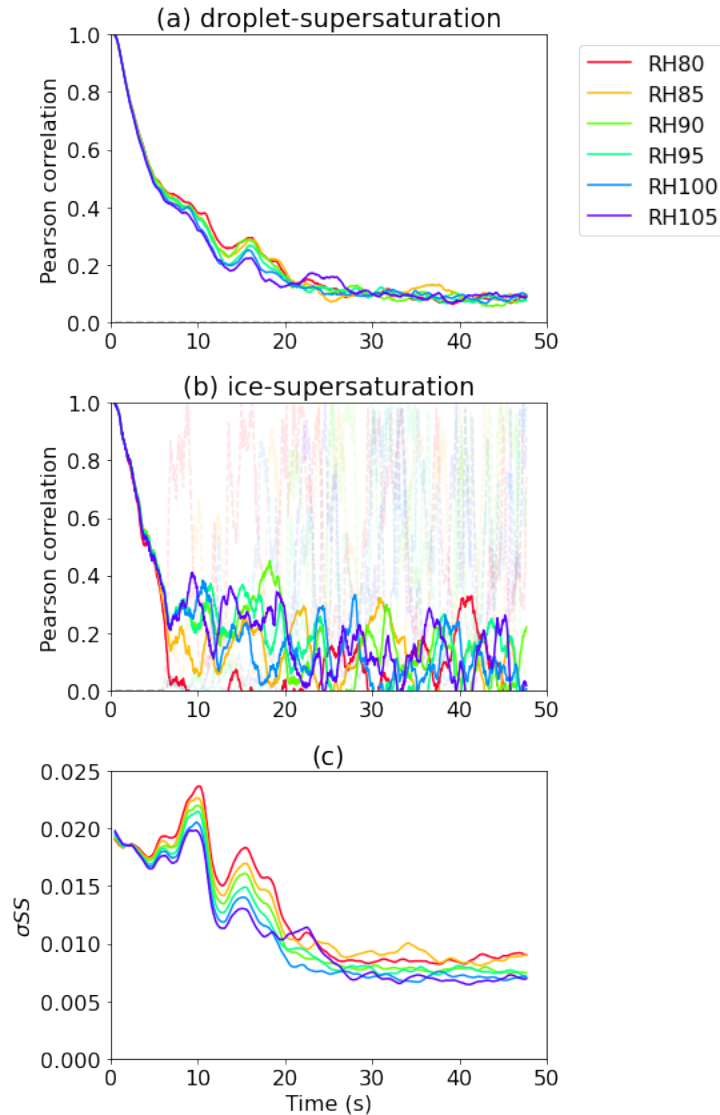 (a) droplet-supersaturation
Pearson correlation
1.0
0.8
0.6
0.4
0.2
0.0
0 10 20 30 40 50
RH80
RH85
RH90
RH95
RH100
RH105
(b) ice-supersaturation
Pearson correlation
1.0
0.8
0.6
0.4
0.2
0.0
0 10 20 30 40 50
(c)
σSS
0.025
0.020
0.015
0.010
0.005
0.000
0 10 20 30 40 50
Time (s)